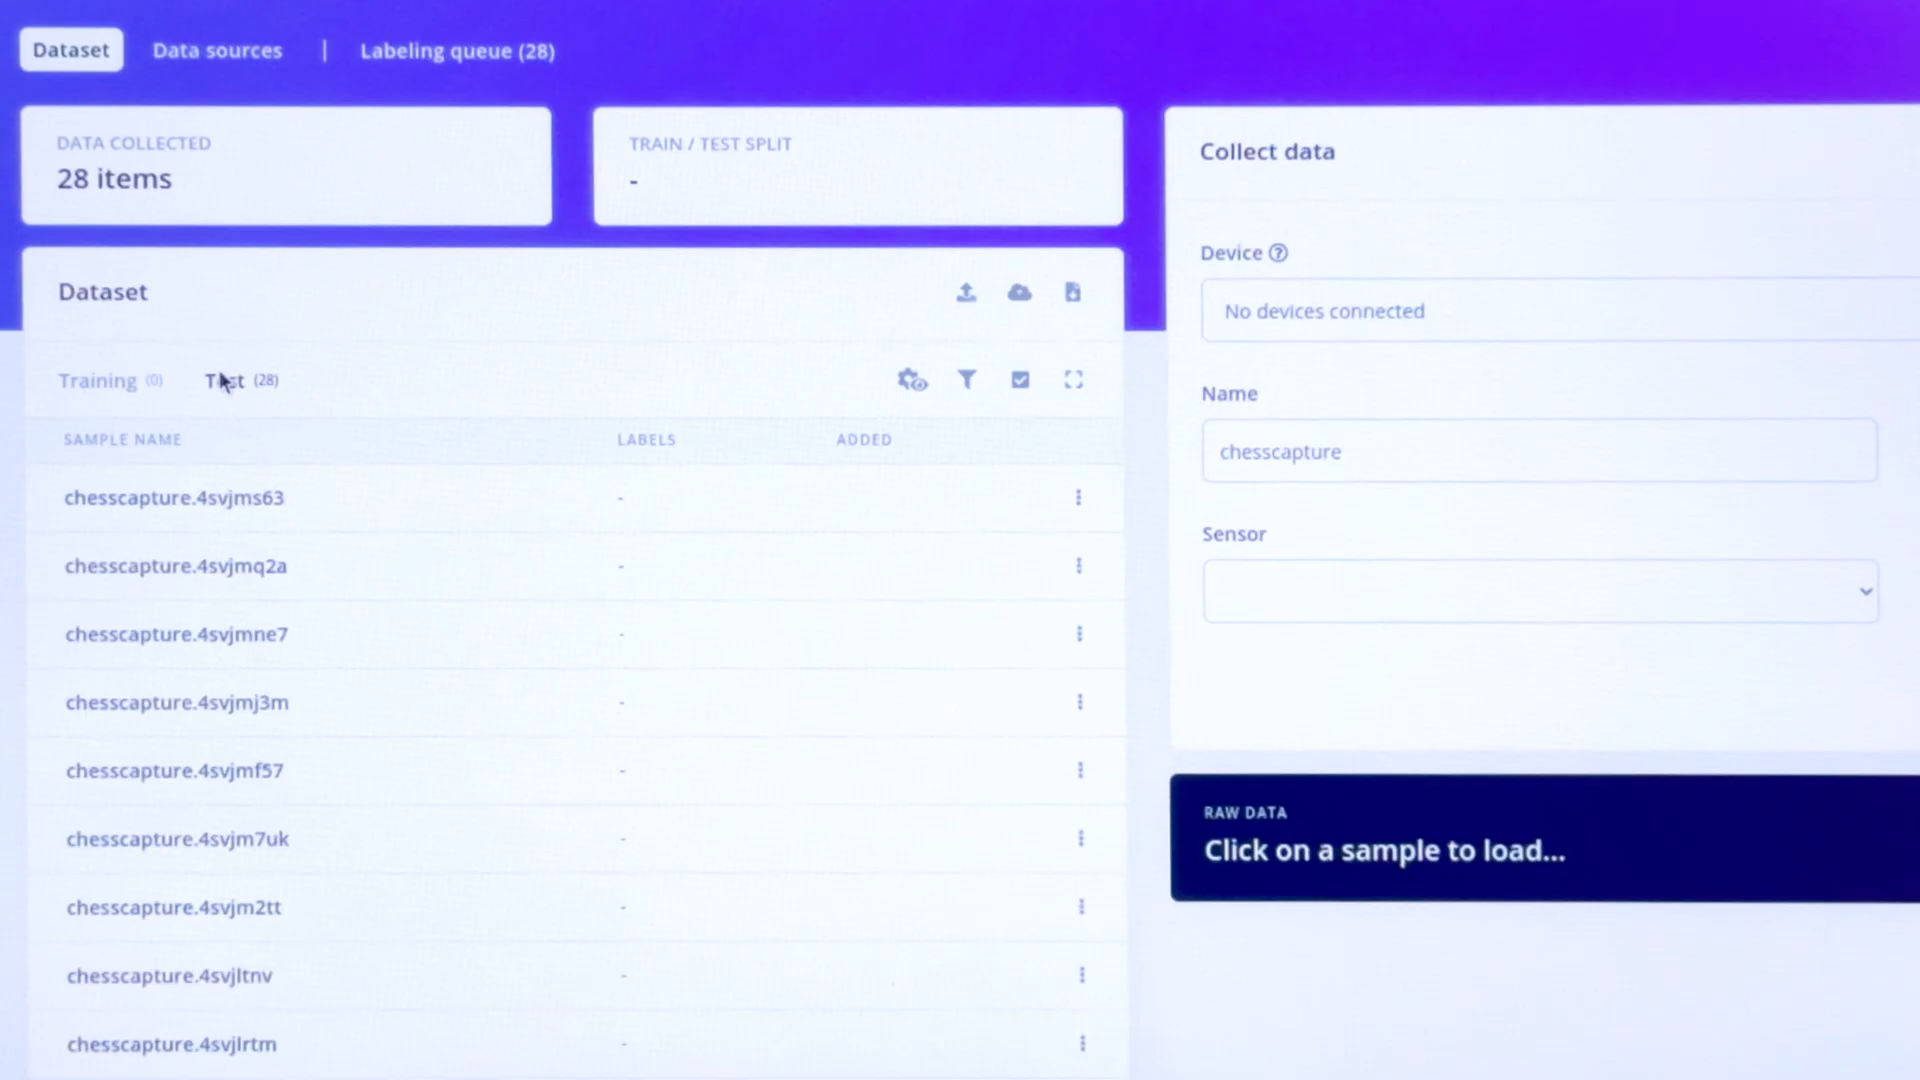 Dataset Data sources | Labeling queue (28)
DATA COLLECTED
28 items
TRAIN / TEST SPLIT
-
Dataset
Training (0) Test (28)
SAMPLE NAME LABELS ADDED
chesscapture.4svjms63 -
chesscapture.4svjmq2a -
chesscapture.4svjmne7 -
chesscapture.4svjmj3m -
chesscapture.4svjmf57 -
chesscapture.4svjm7uk -
chesscapture.4svjm2tt -
chesscapture.4svjltnv -
chesscapture.4svjlrtm -
Collect data
Device ?
No devices connected
Name
chesscapture
Sensor
RAW DATA
Click on a sample to load...